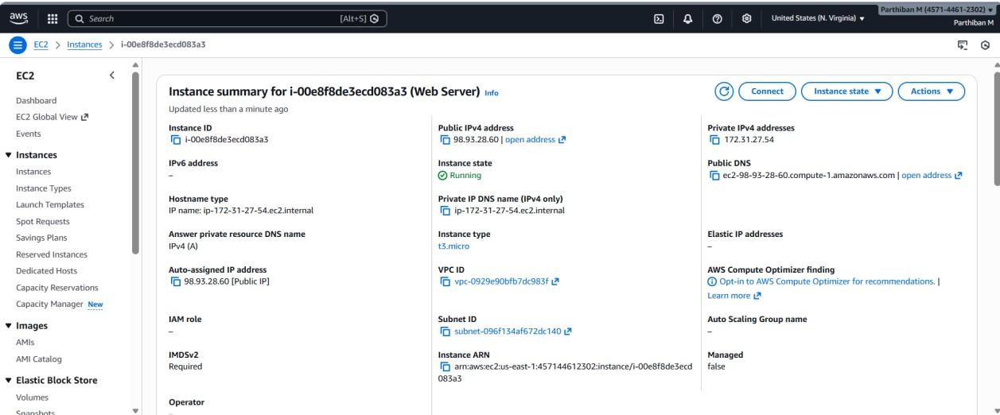 aws
Search [Alt+S]
United States (N. Virginia)
Parthiban M (4571-4461-2302)
Parthiban M
EC2 > Instances > i-00e8f8de3ecd083a3
EC2
Dashboard
EC2 Global View
Events
Instances
Instances
Instance Types
Launch Templates
Spot Requests
Savings Plans
Reserved Instances
Dedicated Hosts
Capacity Reservations
Capacity Manager New
Images
AMIs
AMI Catalog
Elastic Block Store
Volumes
Snapshots
Instance summary for i-00e8f8de3ecd083a3 (Web Server) Info
Connect Instance state Actions
Updated less than a minute ago
Instance ID
i-00e8f8de3ecd083a3
Public IPv4 address
98.93.28.60 | open address
Private IPv4 addresses
172.31.27.54
IPv6 address
–
Instance state
Running
Public DNS
ec2-98-93-28-60.compute-1.amazonaws.com | open address
Hostname type
IP name: ip-172-31-27-54.ec2.internal
Private IP DNS name (IPv4 only)
ip-172-31-27-54.ec2.internal
Answer private resource DNS name
IPv4 (A)
Instance type
t3.micro
Elastic IP addresses
–
Auto-assigned IP address
98.93.28.60 [Public IP]
VPC ID
vpc-0929e90bfb7dc983f
AWS Compute Optimizer finding
Opt-in to AWS Compute Optimizer for recommendations. |
Learn more
IAM role
–
Subnet ID
subnet-096f134af672dc140
Auto Scaling Group name
–
IMDSv2
Required
Instance ARN
arn:aws:ec2:us-east-1:457144612302:instance/i-00e8f8de3ecd
083a3
Managed
false
Operator
–